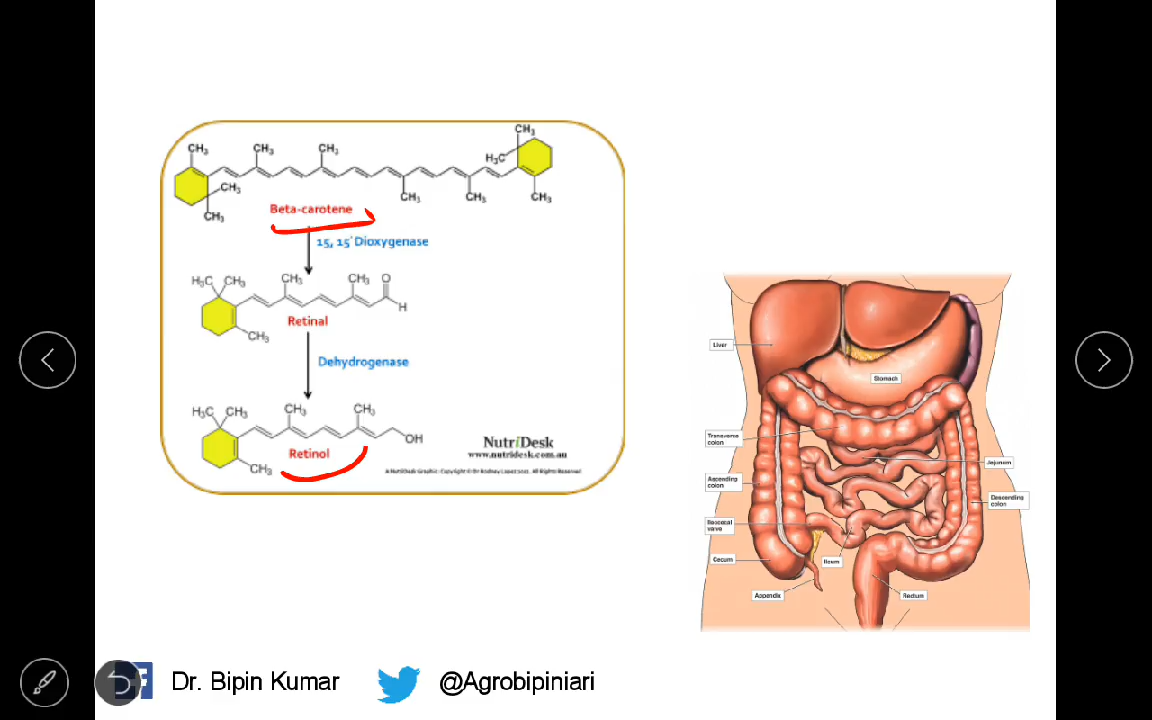 CH₃
CH₃
CH₃
CH₃
H₃C
CH₃
CH₃
CH₃
CH₃
CH₃
Beta-carotene
15, 15' Dioxygenase
H₃C CH₃
CH₃
CH₃
O
H
CH₃
Retinal
Dehydrogenase
H₃C CH₃
CH₃
CH₃
OH
CH₃
Retinol
NutriDesk
www.nutridesk.com.au
Liver
Stomach
Transverse
colon
Jejunum
Ascending
colon
Descending
colon
Ileocecal
valve
Cecum
Ileum
Appendix
Rectum
Dr. Bipin Kumar
@Agrobipiniari